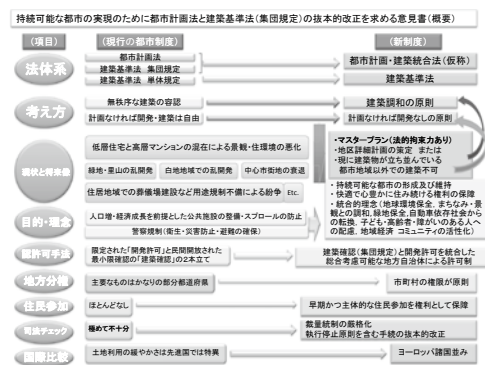 持続可能な都市の実現のために都市計画法と建築基準法(集団規定)の抜本的改正を求める意見書(概要)
(項目)
(現行の都市制度)
(新制度)
法体系
都市計画法
建築基準法 集団規定
建築基準法 単体規定
都市計画・建築統合法(仮称)
建築基準法
考え方
無秩序な建築の容認
計画なければ開発・建築は自由
建築調和の原則
計画なければ開発なしの原則
現状と将来像
低層住宅と高層マンションの混在による景観・住環境の悪化
緑地・里山の乱開発
白地地域での乱開発
中心市街地の衰退
住居地域での葬儀場建設など用途規制不備による紛争
Etc.
・マスタープラン(法的拘束力あり)
・地区詳細計画の策定 または
・現に建築物が立ち並んでいる
都市地域以外での建築不可
目的・理念
人口増・経済成長を前提とした公共施設の整備・スプロールの防止
警察規制(衛生・災害防止・避難の確保)
・持続可能な都市の形成及び維持
・快適で心豊かに住み続ける権利の保障
・統合的理念(地球環境保全、まちなみ・景
観との調和、緑地保全、自動車依存社会から
の転換、子ども・高齢者・障がいのある人へ
の配慮、地域経済 コミュニティの活性化)
認許可手法
限定された「開発許可」と民間開放された
最小限確認の「建築確認」の2本立て
建築確認(集団規定)と開発許可を統合した
総合考慮可能な地方自治体による許可制
地方分権
主要なものはかなりの部分都道府県
市町村の権限が原則
住民参加
ほとんどなし
早期かつ主体的な住民参加を権利として保障
司法チェック
極めて不十分
裁量統制の厳格化
執行停止原則を含む手続の抜本的改正
国際比較
土地利用の緩やかさは先進国では特異
ヨーロッパ諸国並み